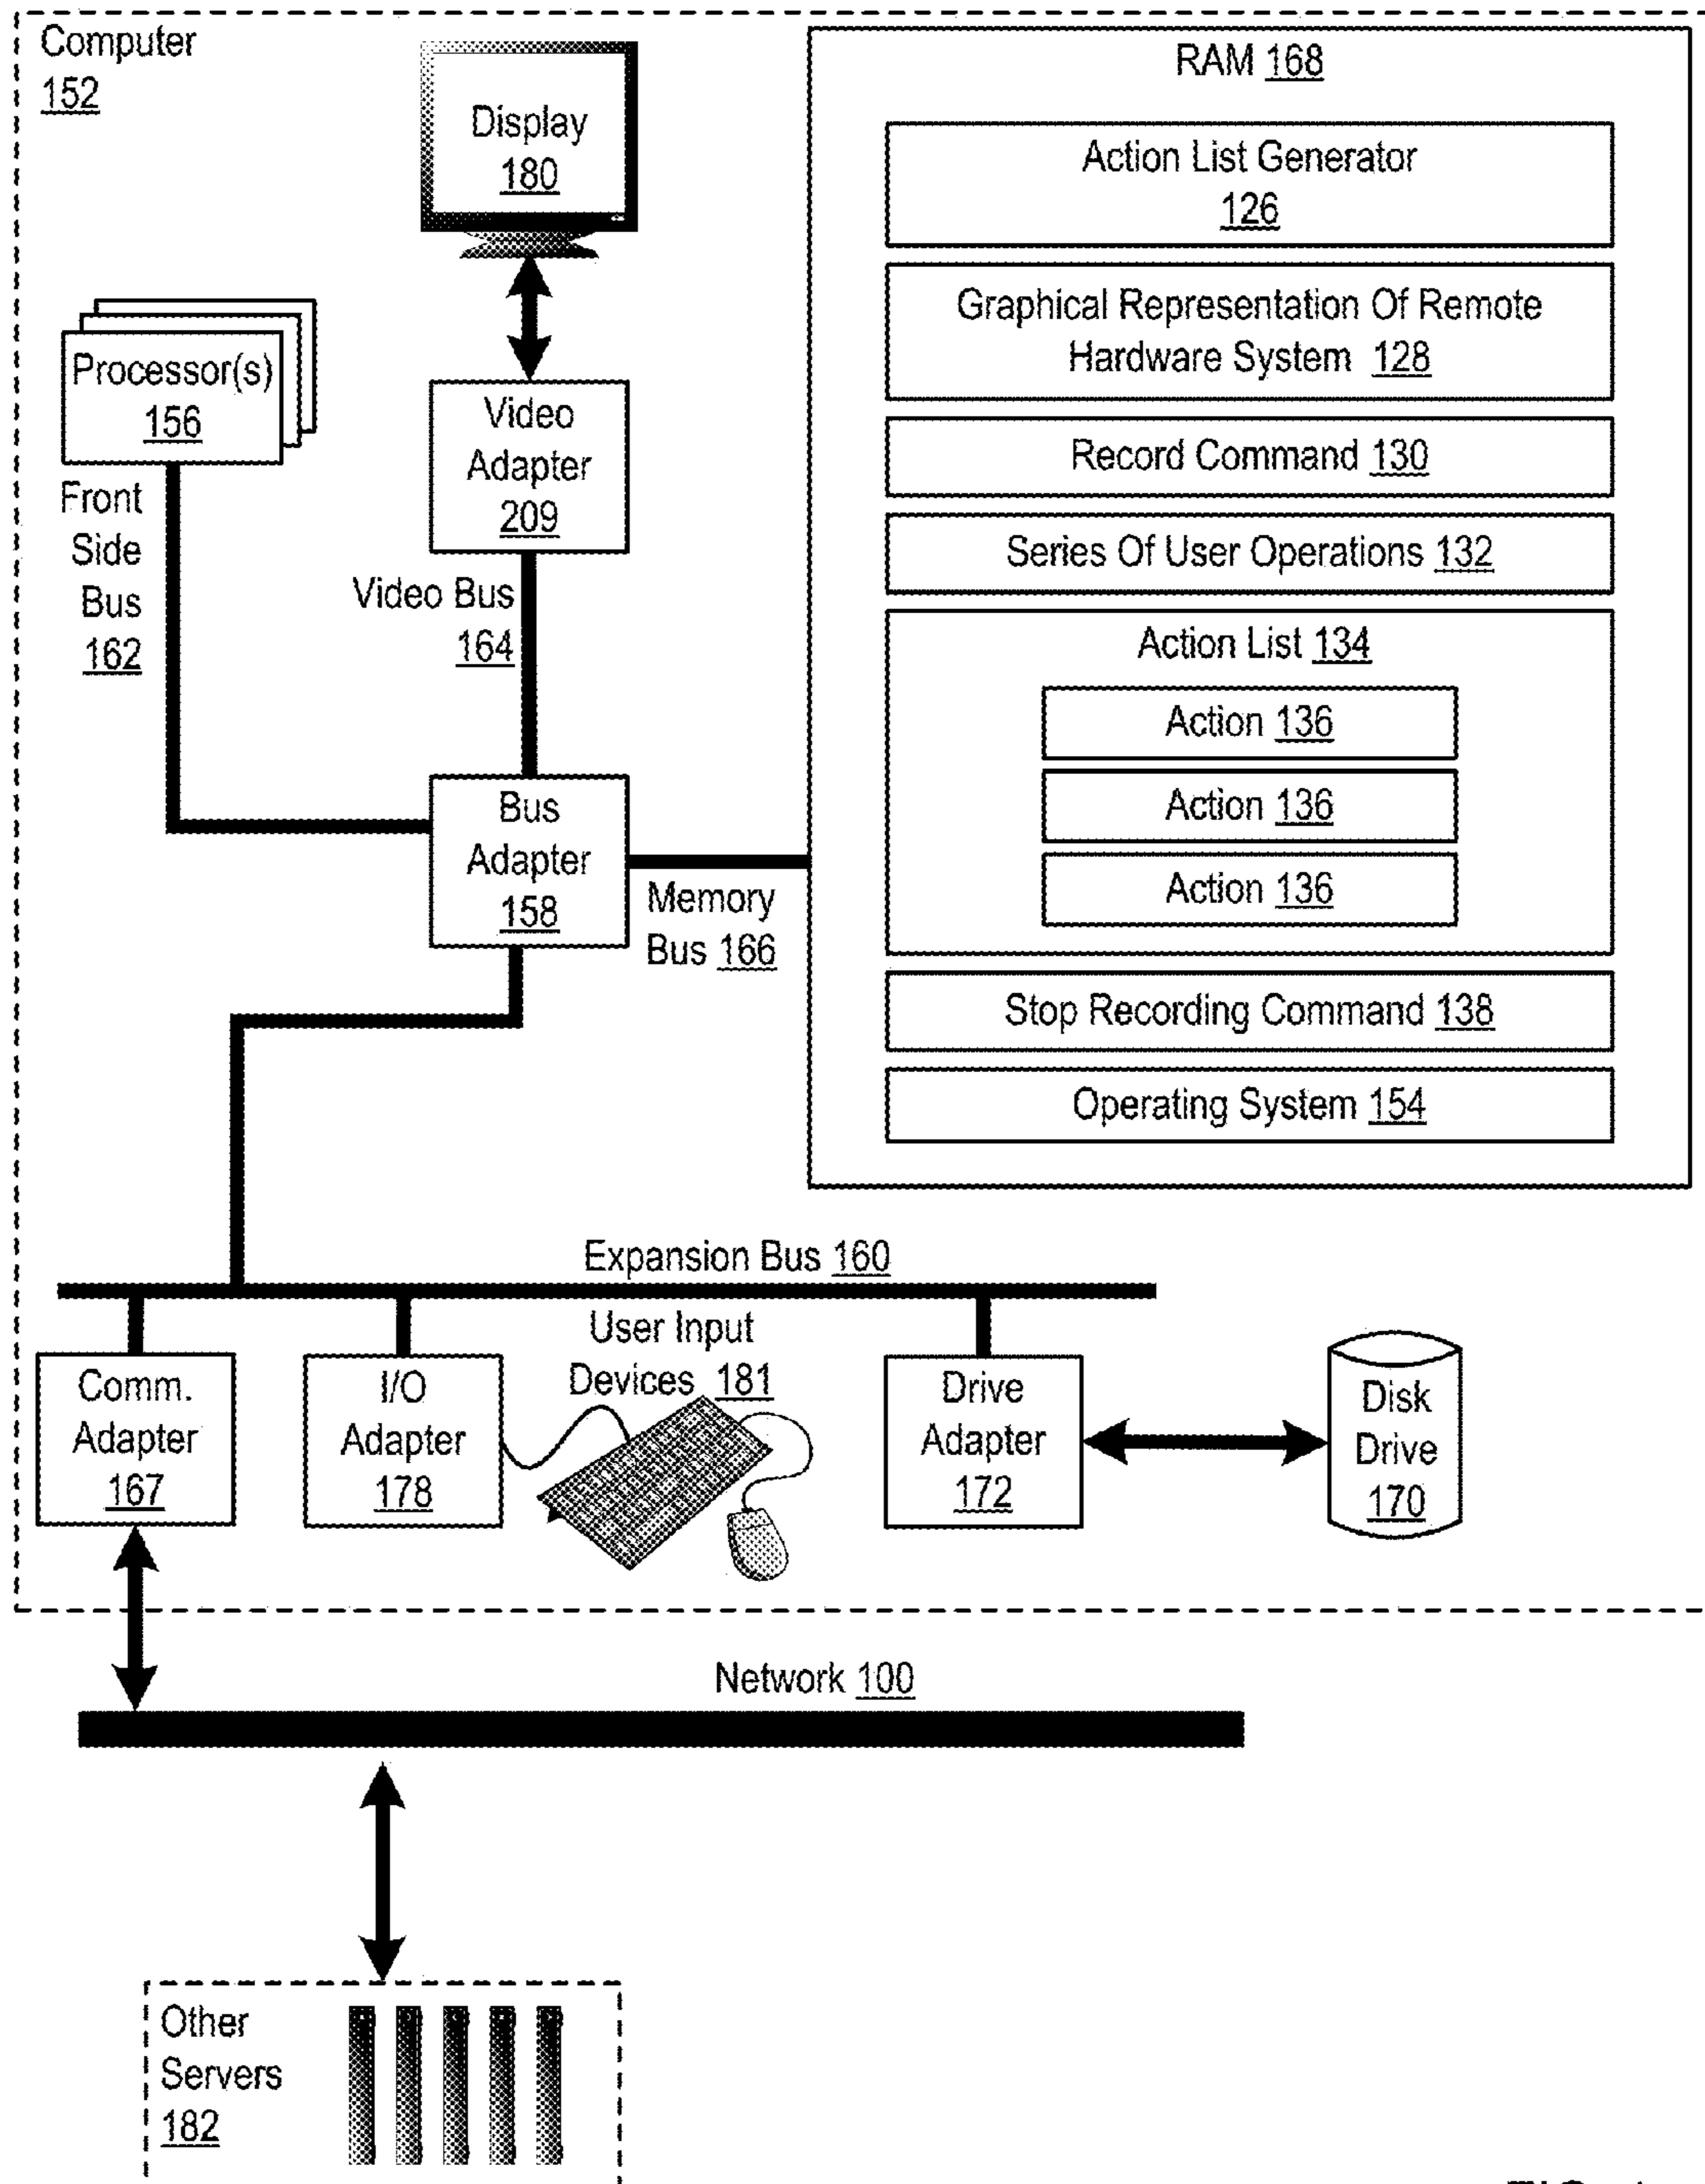 Computer
152
Display
180
Processor(s)
156
Front
Side
Bus
162
Video
Adapter
209
Video Bus
164
Bus
Adapter
158
Memory
Bus 166
RAM 168
Action List Generator
126
Graphical Representation Of Remote
Hardware System 128
Record Command 130
Series Of User Operations 132
Action List 134
Action 136
Action 136
Action 136
Stop Recording Command 138
Operating System 154
Expansion Bus 160
Comm.
Adapter
167
I/O
Adapter
178
User Input
Devices 181
Drive
Adapter
172
Disk
Drive
170
Network 100
Other
Servers
182